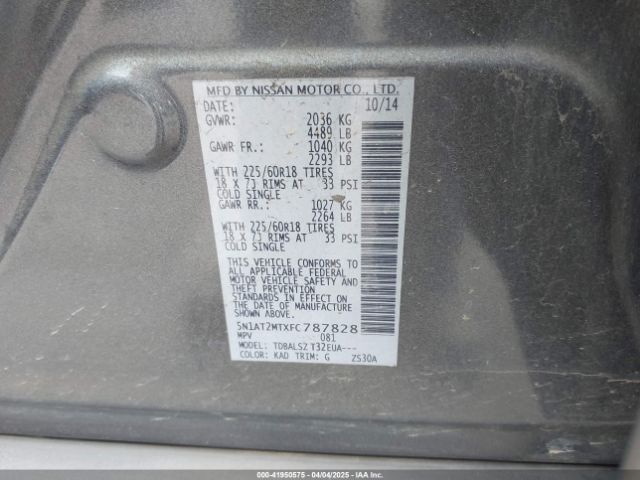 MFD BY NISSAN MOTOR CO., LTD.
DATE: 10/14
GVWR: 2036 KG
4489 LB
GAWR FR.: 1040 KG
2293 LB
WITH 225/60R18 TIRES
18 X 7J RIMS AT 33 PSI
COLD SINGLE
GAWR RR.: 1027 KG
2264 LB
WITH 225/60R18 TIRES
18 X 7J RIMS AT 33 PSI
COLD SINGLE
THIS VEHICLE CONFORMS TO
ALL APPLICABLE FEDERAL
MOTOR VEHICLE SAFETY AND
THEFT PREVENTION
STANDARDS IN EFFECT ON
THE DATE OF MANUFACTURE
SHOWN ABOVE.
5N1AT2MTXFC787828
MPV 081
MODEL: TDBALSZ T32EUA---
COLOR: KAD TRIM: G ZS30A
000-41950575 - 04/04/2025 - IAAI.COM